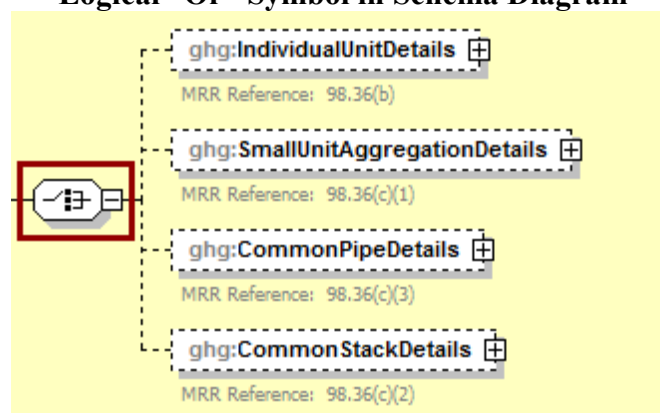 Logical "Or" Symbol in Schema Diagram
ghg:IndividualUnitDetails
MRR Reference: 98.36(b)
ghg:SmallUnitAggregationDetails
MRR Reference: 98.36(c)(1)
ghg:CommonPipeDetails
MRR Reference: 98.36(c)(3)
ghg:CommonStackDetails
MRR Reference: 98.36(c)(2)